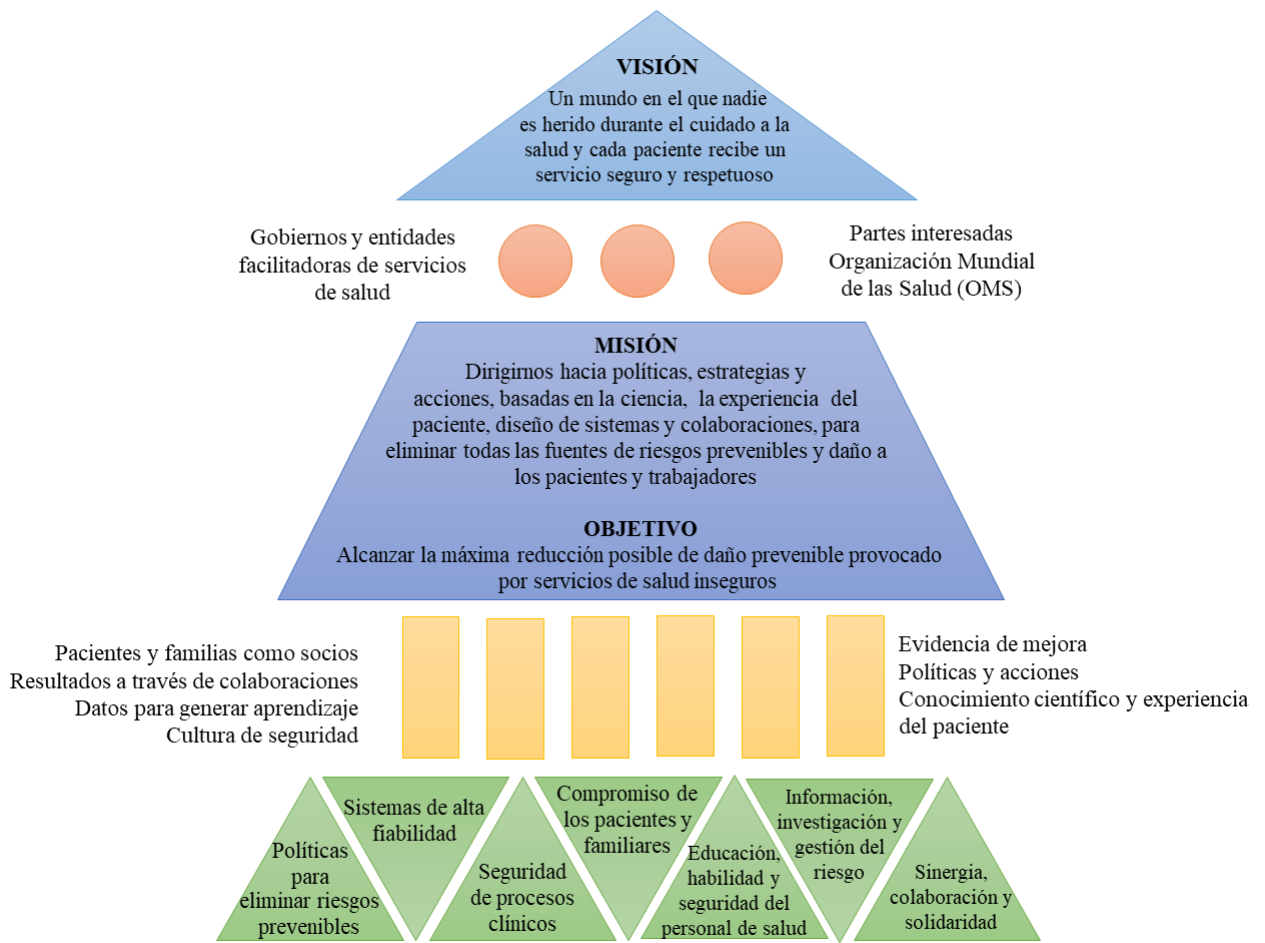 VISIÓN
Un mundo en el que nadie
es herido durante el cuidado a la
salud y cada paciente recibe un
servicio seguro y respetuoso
Gobiernos y entidades
facilitadoras de servicios
de salud
Partes interesadas
Organización Mundial
de las Salud (OMS)
MISIÓN
Dirigirnos hacia políticas, estrategias y
acciones, basadas en la ciencia, la experiencia del
paciente, diseño de sistemas y colaboraciones, para
eliminar todas las fuentes de riesgos prevenibles y daño a
los pacientes y trabajadores
OBJETIVO
Alcanzar la máxima reducción posible de daño prevenible provocado
por servicios de salud inseguros
Pacientes y familias como socios
Resultados a través de colaboraciones
Datos para generar aprendizaje
Cultura de seguridad
Evidencia de mejora
Políticas y acciones
Conocimiento científico y experiencia
del paciente
Políticas
para
eliminar riesgos
prevenibles
Sistemas de alta
fiabilidad
Seguridad
de procesos
clínicos
Compromiso de
los pacientes y
familiares
Educación,
habilidad y
seguridad del
personal de salud
Información,
investigación y
gestión del
riesgo
Sinergia,
colaboración y
solidaridad